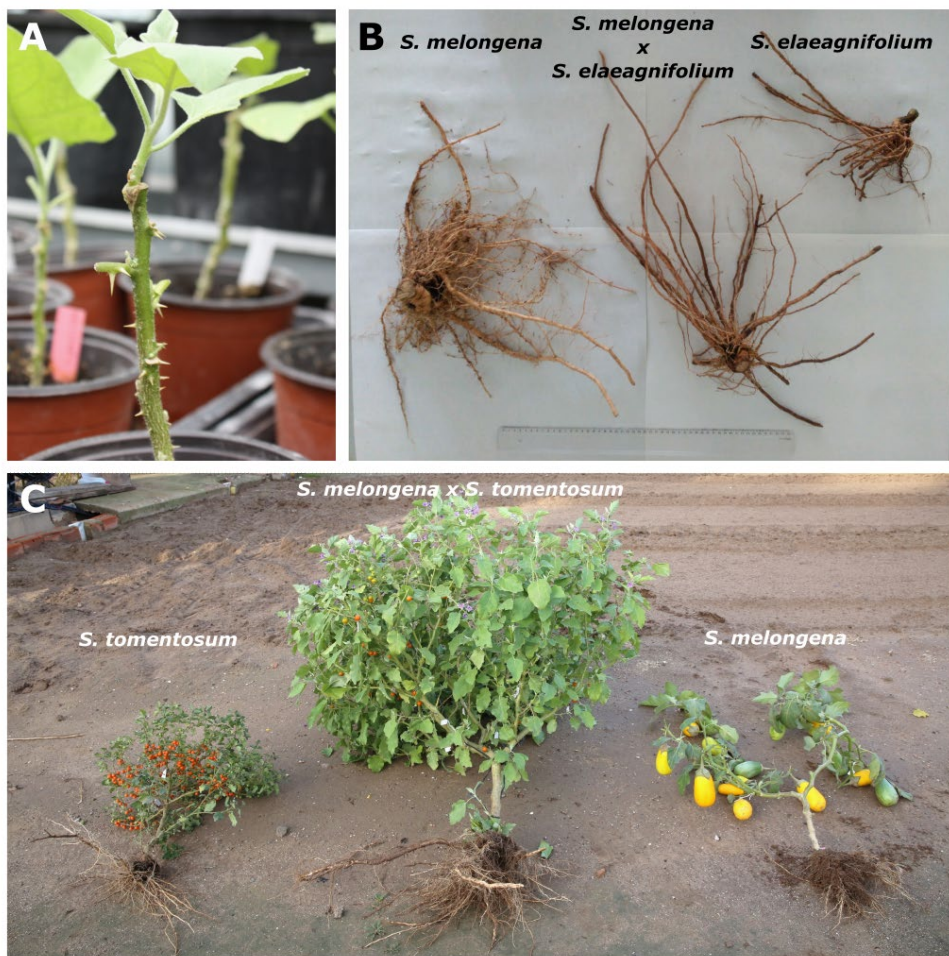 A
B
S. melongena
S. melongena
x
S. elaeagnifolium
S. elaeagnifolium
C
S. melongena x S. tomentosum
S. tomentosum
S. melongena